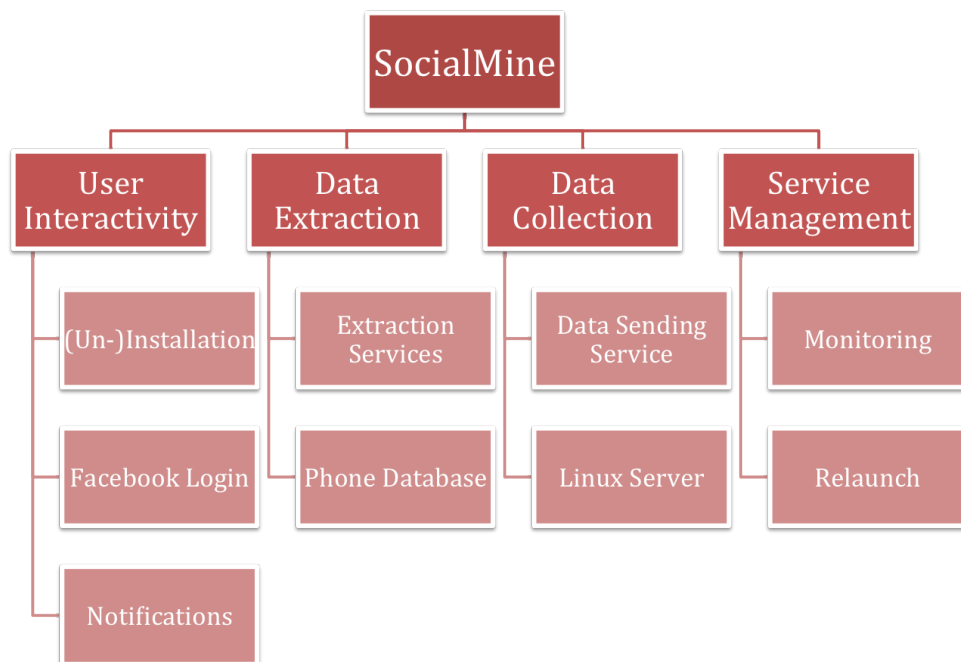 SocialMine
User
Interactivity
Data
Extraction
Data
Collection
Service
Management
(Un-)Installation
Extraction
Services
Data Sending
Service
Monitoring
Facebook Login
Phone Database
Linux Server
Relaunch
Notifications